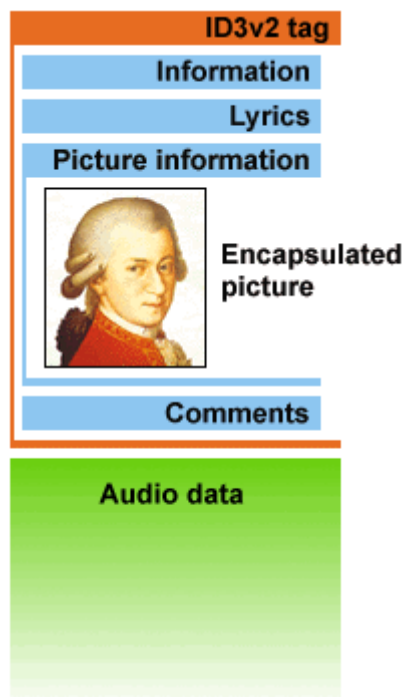 ID3v2 tag
Information
Lyrics
Picture information
Encapsulated
picture
Comments
Audio data